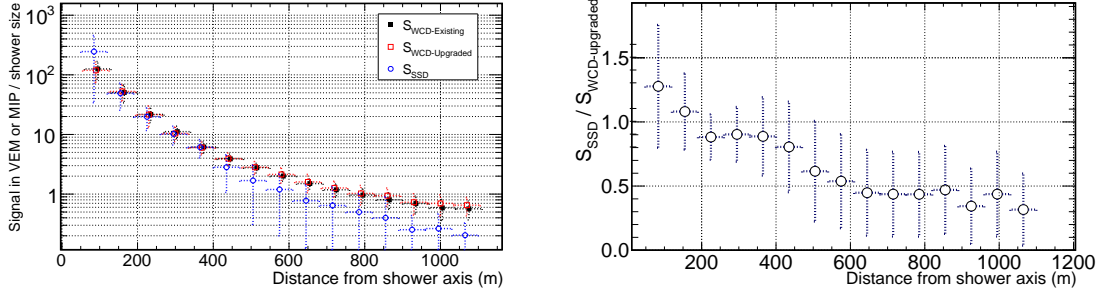 Signal in VEM or MIP / shower size
10³
10²
10
1
S_WCD-Existing
S_WCD-Upgraded
S_SSD
0 200 400 600 800 1000
Distance from shower axis (m)
S_SSD / S_WCD-upgraded
1.5
1.0
0.5
0.0
200 400 600 800 1000 1200
Distance from shower axis (m)